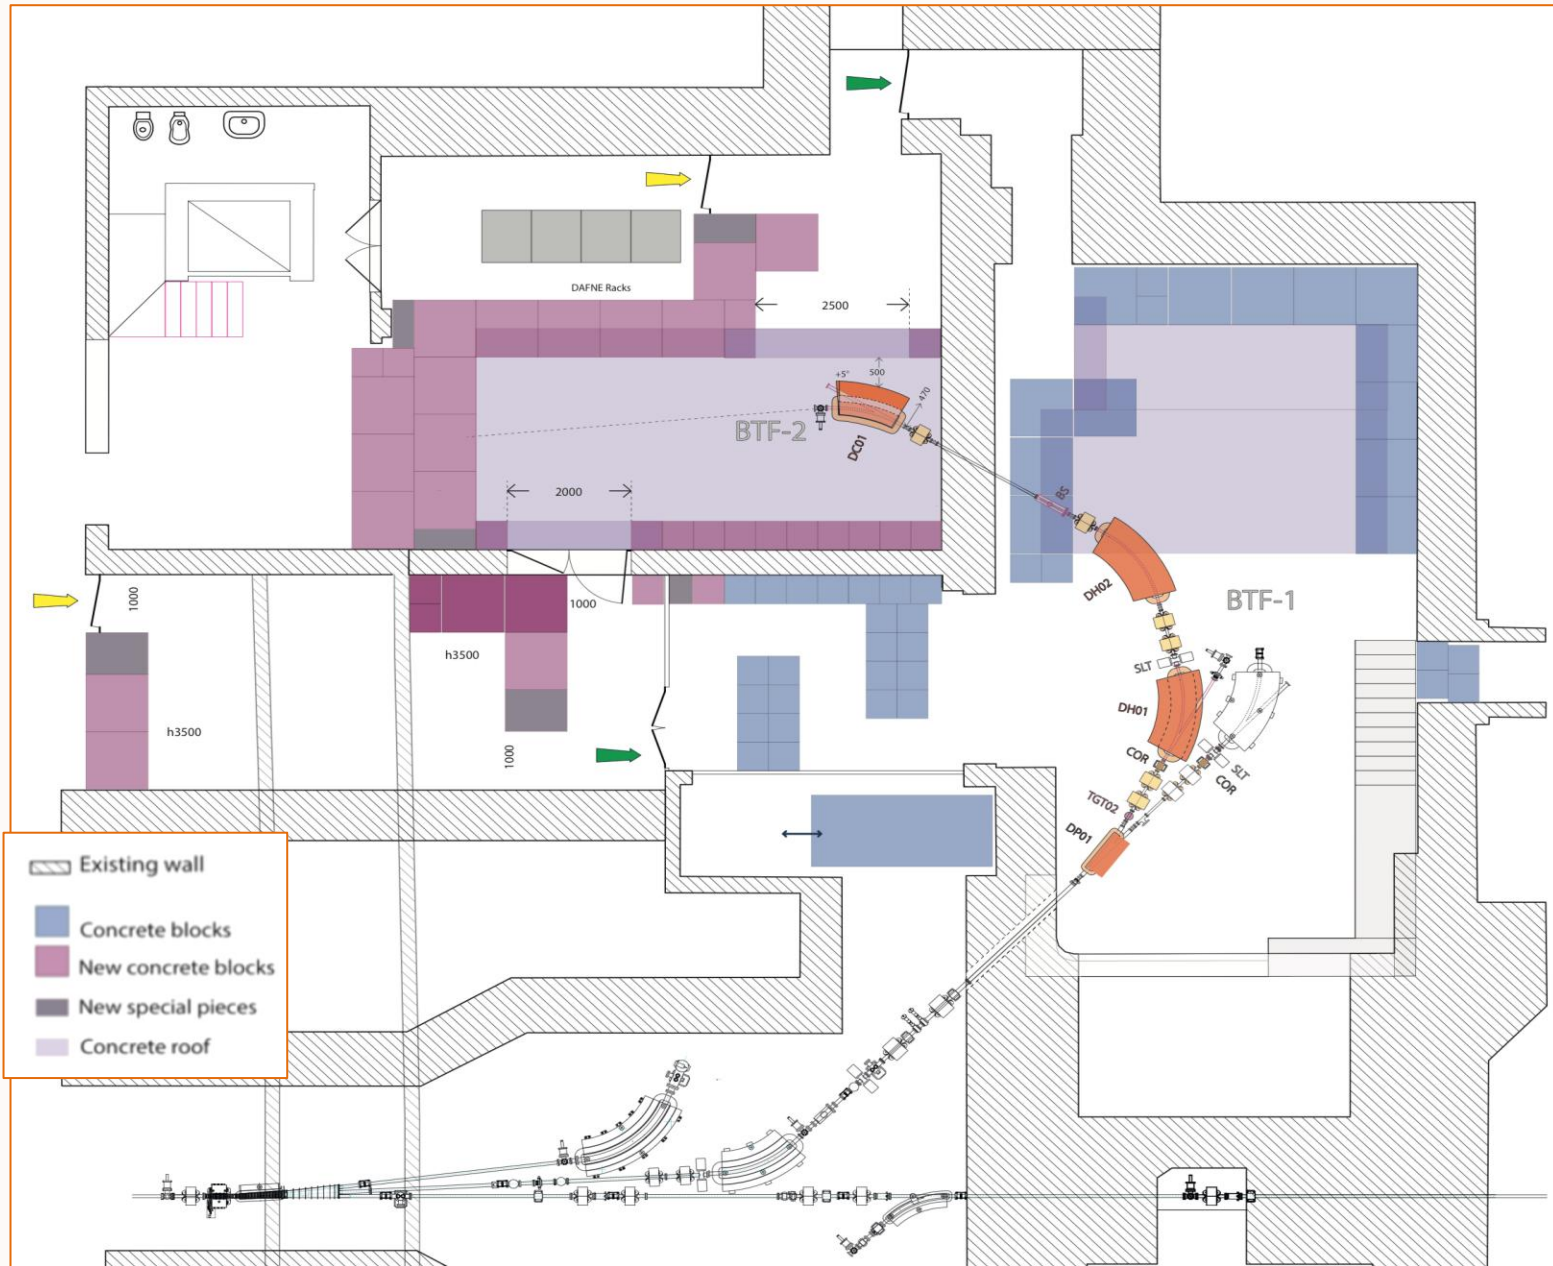 DAFNE Racks
2500
+5°
500
470
BTF-2
DC01
2000
BS
DH02
BTF-1
1000
1000
h3500
SLT
DH01
h3500
1000
COR
SLT
COR
TGT02
DP01
Existing wall
Concrete blocks
New concrete blocks
New special pieces
Concrete roof